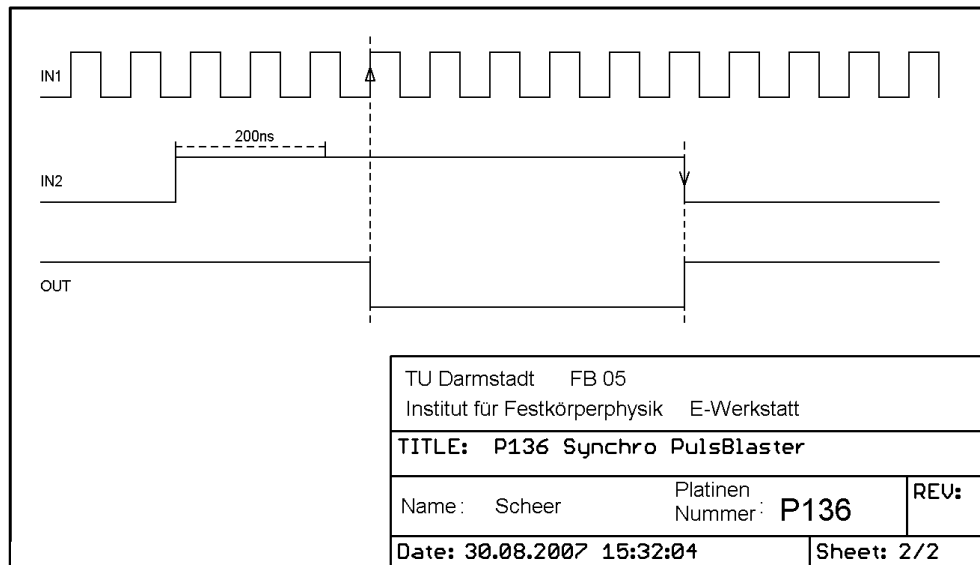 IN1
200ns
IN2
OUT
TU Darmstadt FB 05
Institut für Festkörperphysik E-Werkstatt
TITLE: P136 Synchro PulsBlaster
Name: Scheer
Platinen
Nummer: P136
REV:
Date: 30.08.2007 15:32:04
Sheet: 2/2